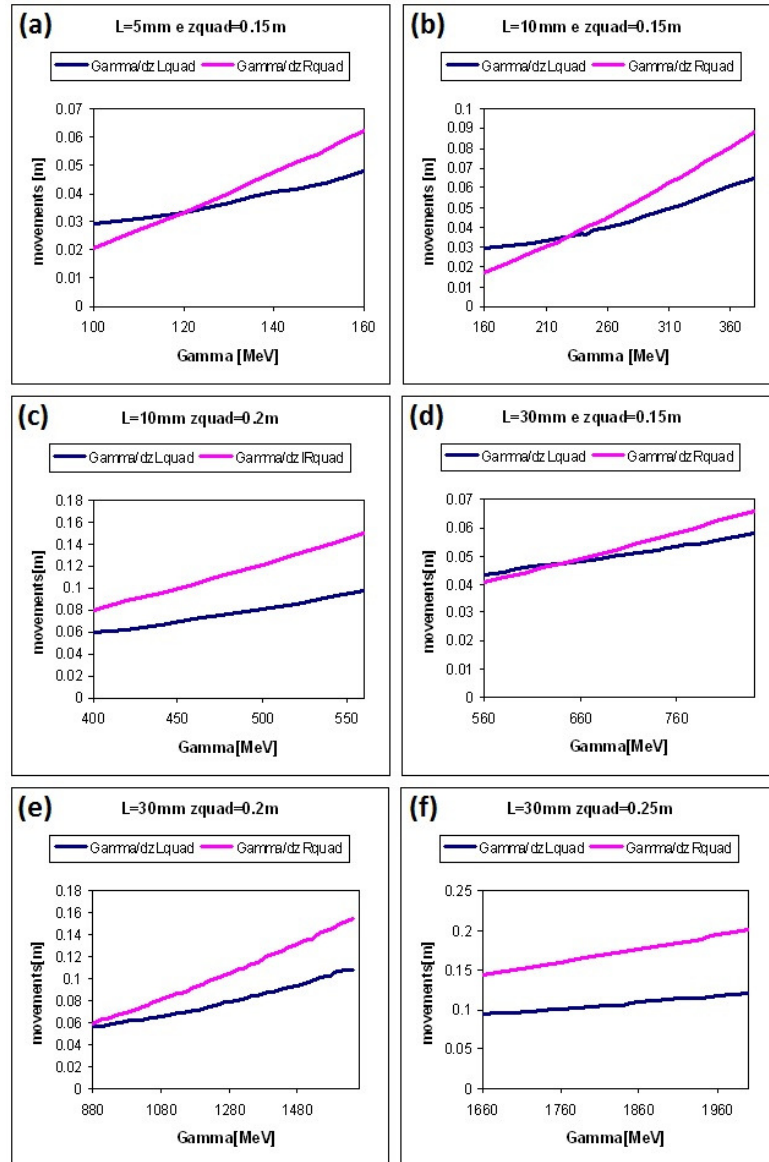 (a) L=5mm e zquad=0.15m
Gamma/dz Lquad Gamma/dz Rquad
0.07
0.06
0.05
0.04
0.03
0.02
0.01
0
movements [m]
100 120 140 160
Gamma [MeV]
(b) L=10mm e zquad=0.15m
Gamma/dz Lquad Gamma/dz Rquad
0.1
0.09
0.08
0.07
0.06
0.05
0.04
0.03
0.02
0.01
0
movements [m]
160 210 260 310 360
Gamma [MeV]
(c) L=10mm zquad=0.2m
Gamma/dz Lquad Gamma/dz lRquad
0.18
0.16
0.14
0.12
0.1
0.08
0.06
0.04
0.02
0
movements[m]
400 450 500 550
Gamma[MeV]
(d) L=30mm e zquad=0.15m
Gamma/dz Lquad Gamma/dz Rquad
0.07
0.06
0.05
0.04
0.03
0.02
0.01
0
movements[m]
560 660 760
Gamma[MeV]
(e) L=30mm zquad=0.2m
Gamma/dz Lquad Gamma/dz Rquad
0.18
0.16
0.14
0.12
0.1
0.08
0.06
0.04
0.02
0
movements[m]
880 1080 1280 1480
Gamma[MeV]
(f) L=30mm zquad=0.25m
Gamma/dz Lquad Gamma/dz Rquad
0.25
0.2
0.15
0.1
0.05
0
movements[m]
1660 1760 1860 1960
Gamma[MeV]